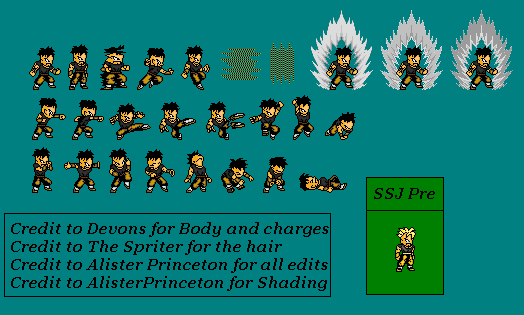 SSJ Pre
Credit to Devons for Body and charges
Credit to The Spriter for the hair
Credit to Alister Princeton for all edits
Credit to AlisterPrinceton for Shading